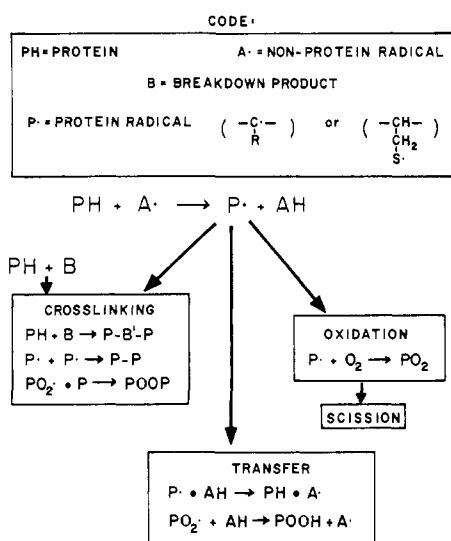 CODE:
PH = PROTEIN A· = NON-PROTEIN RADICAL
B = BREAKDOWN PRODUCT
P· = PROTEIN RADICAL ( –C·– R ) or ( –CH– CH₂ S· )
PH + A· → P· + AH
PH + B
CROSSLINKING
PH + B → P-B'-P
P· + P· → P-P
PO₂· • P → POOP
OXIDATION
P· + O₂ → PO₂
SCISSION
TRANSFER
P· • AH → PH • A·
PO₂· + AH → POOH + A·